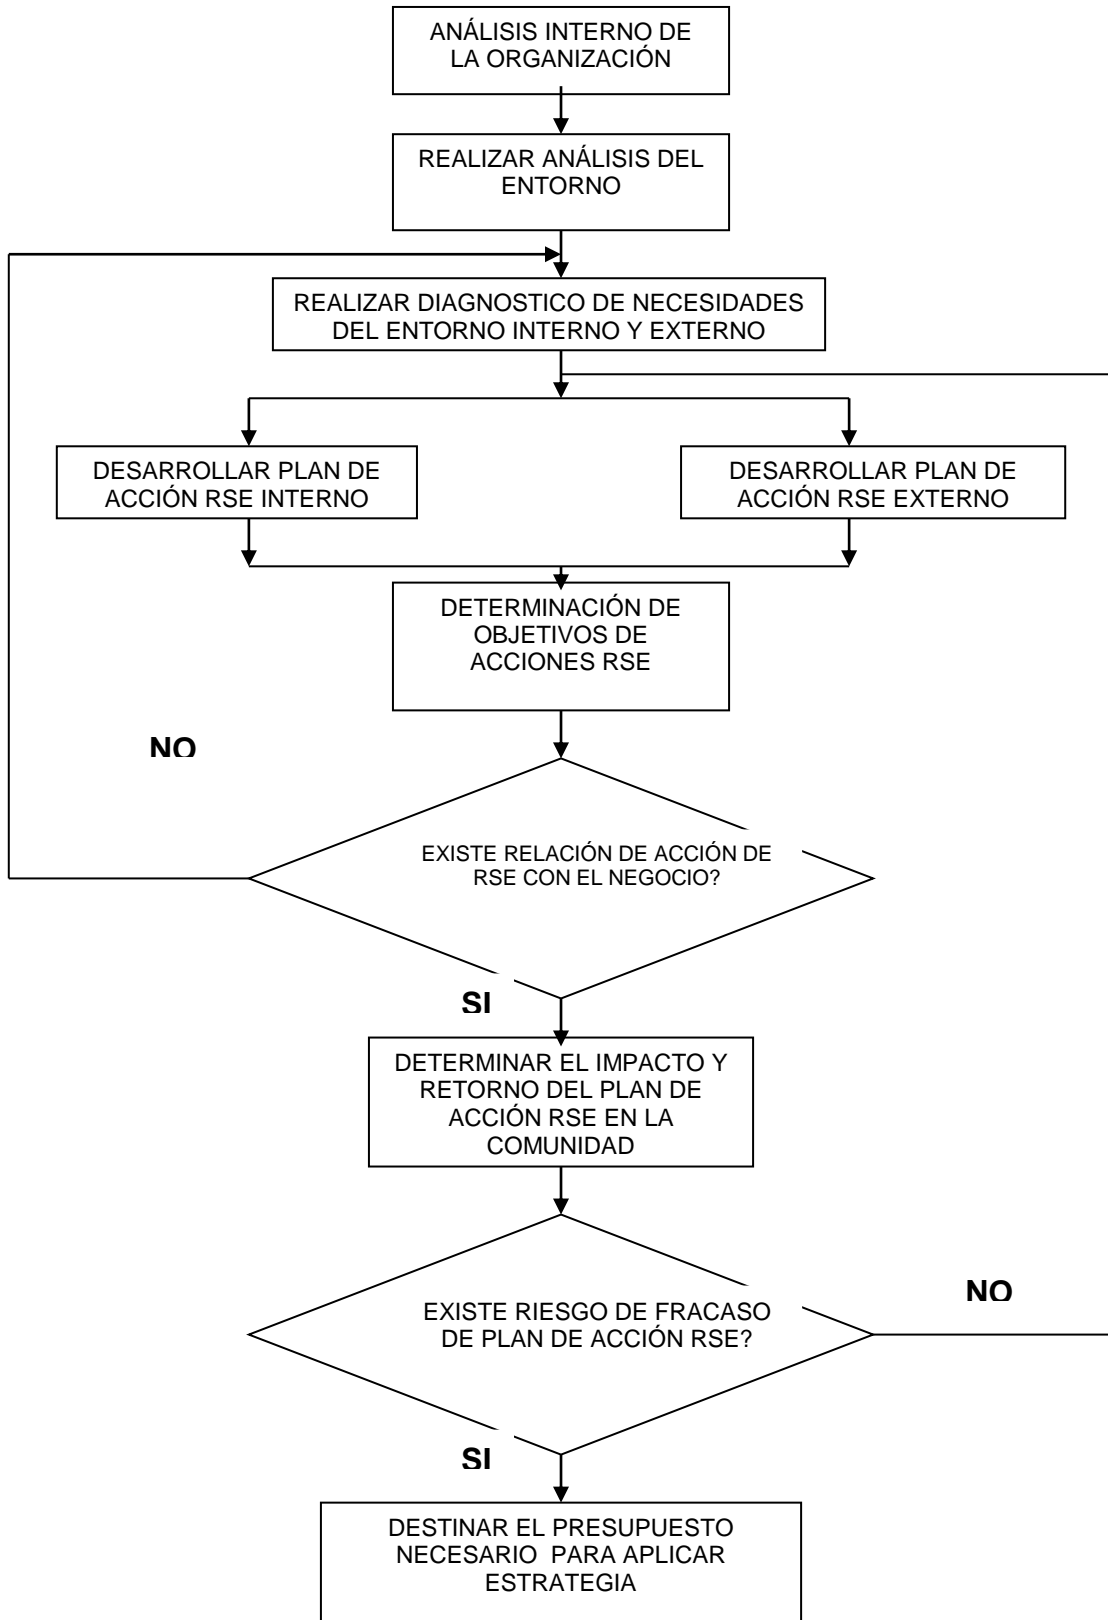 ANÁLISIS INTERNO DE
LA ORGANIZACIÓN
REALIZAR ANÁLISIS DEL
ENTORNO
REALIZAR DIAGNOSTICO DE NECESIDADES
DEL ENTORNO INTERNO Y EXTERNO
DESARROLLAR PLAN DE
ACCIÓN RSE INTERNO
DESARROLLAR PLAN DE
ACCIÓN RSE EXTERNO
DETERMINACIÓN DE
OBJETIVOS DE
ACCIONES RSE
NO
EXISTE RELACIÓN DE ACCIÓN DE
RSE CON EL NEGOCIO?
SI
DETERMINAR EL IMPACTO Y
RETORNO DEL PLAN DE
ACCIÓN RSE EN LA
COMUNIDAD
NO
EXISTE RIESGO DE FRACASO
DE PLAN DE ACCIÓN RSE?
SI
DESTINAR EL PRESUPUESTO
NECESARIO PARA APLICAR
ESTRATEGIA